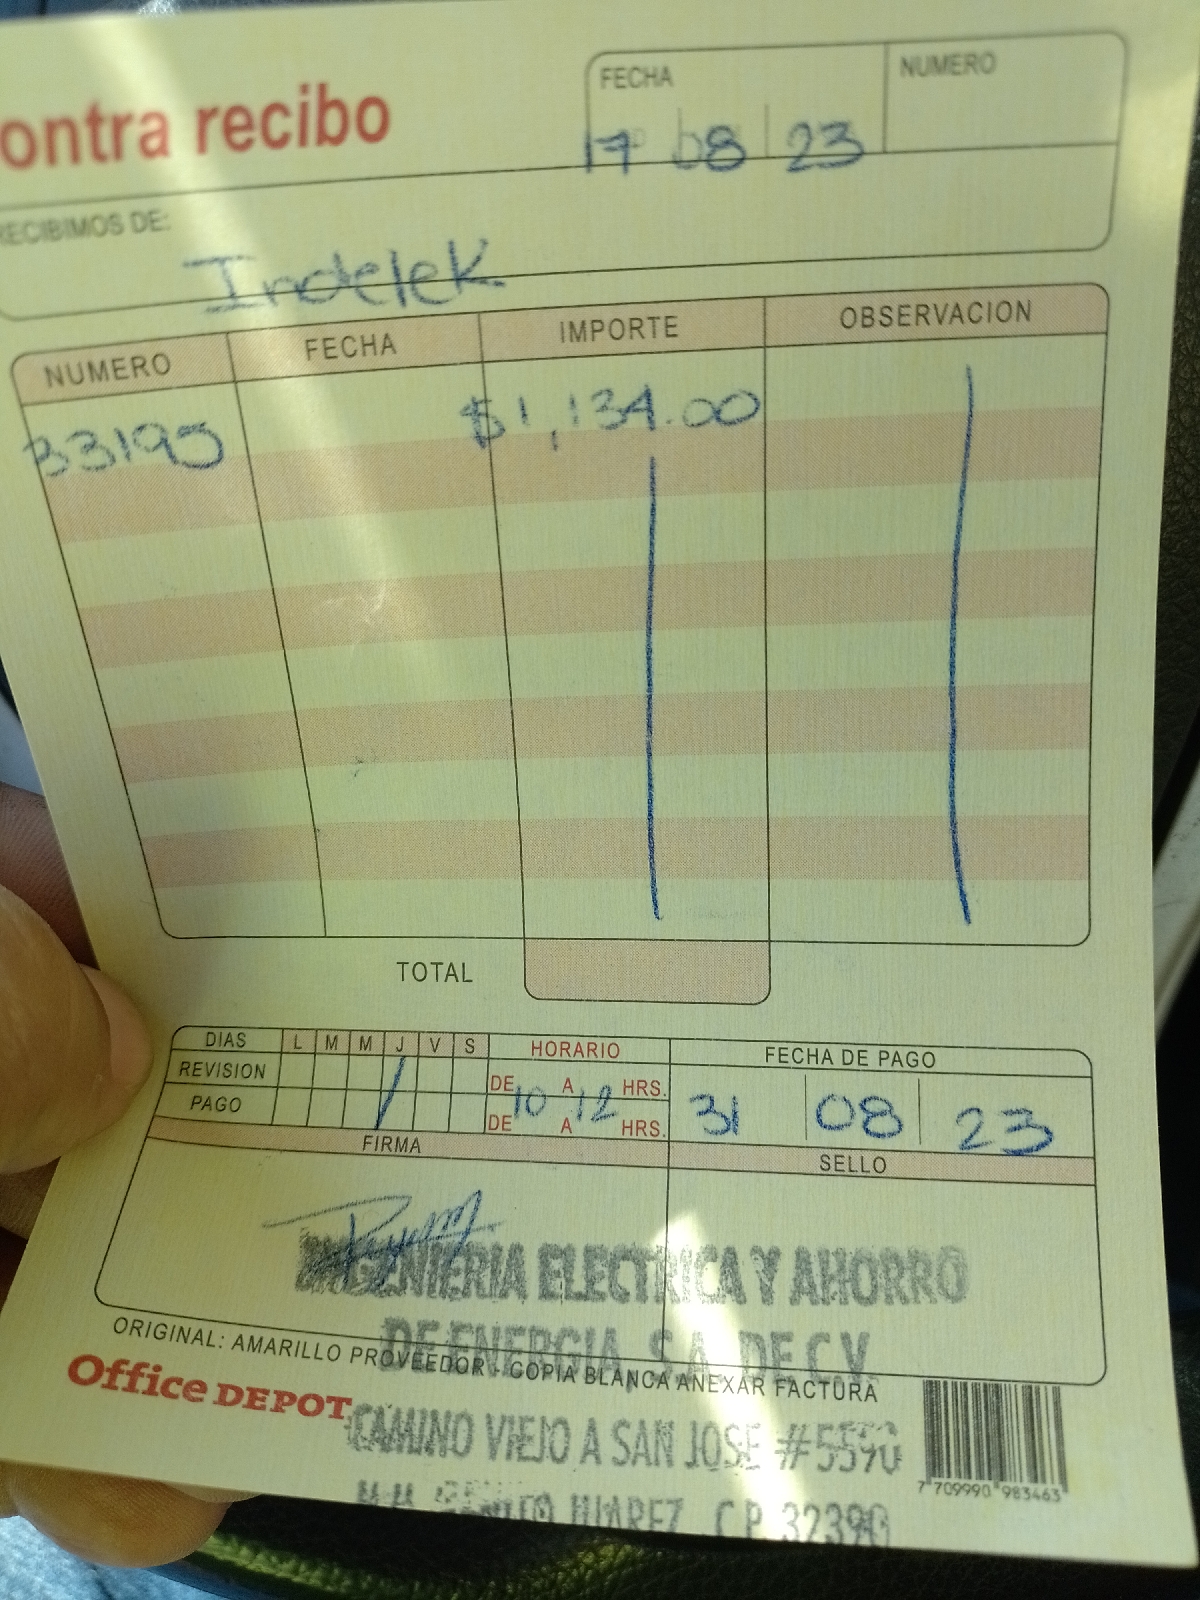 ontra recibo
FECHA
NUMERO
17 08 23
RECIBIMOS DE:
Indelek
NUMERO FECHA IMPORTE OBSERVACION
33195 $1,134.00
TOTAL
DIAS L M M J V S HORARIO FECHA DE PAGO
REVISION DE A HRS.
10 12
31 08 23
PAGO DE A HRS.
FIRMA SELLO
INGENIERIA ELECTRICA Y AHORRO
DE ENERGIA, S.A. DE C.V.
ORIGINAL: AMARILLO PROVEEDOR - COPIA BLANCA ANEXAR FACTURA
Office DEPOT
CAMINO VIEJO A SAN JOSE #5590
JUAREZ C.P. 32390
7 709990 983463